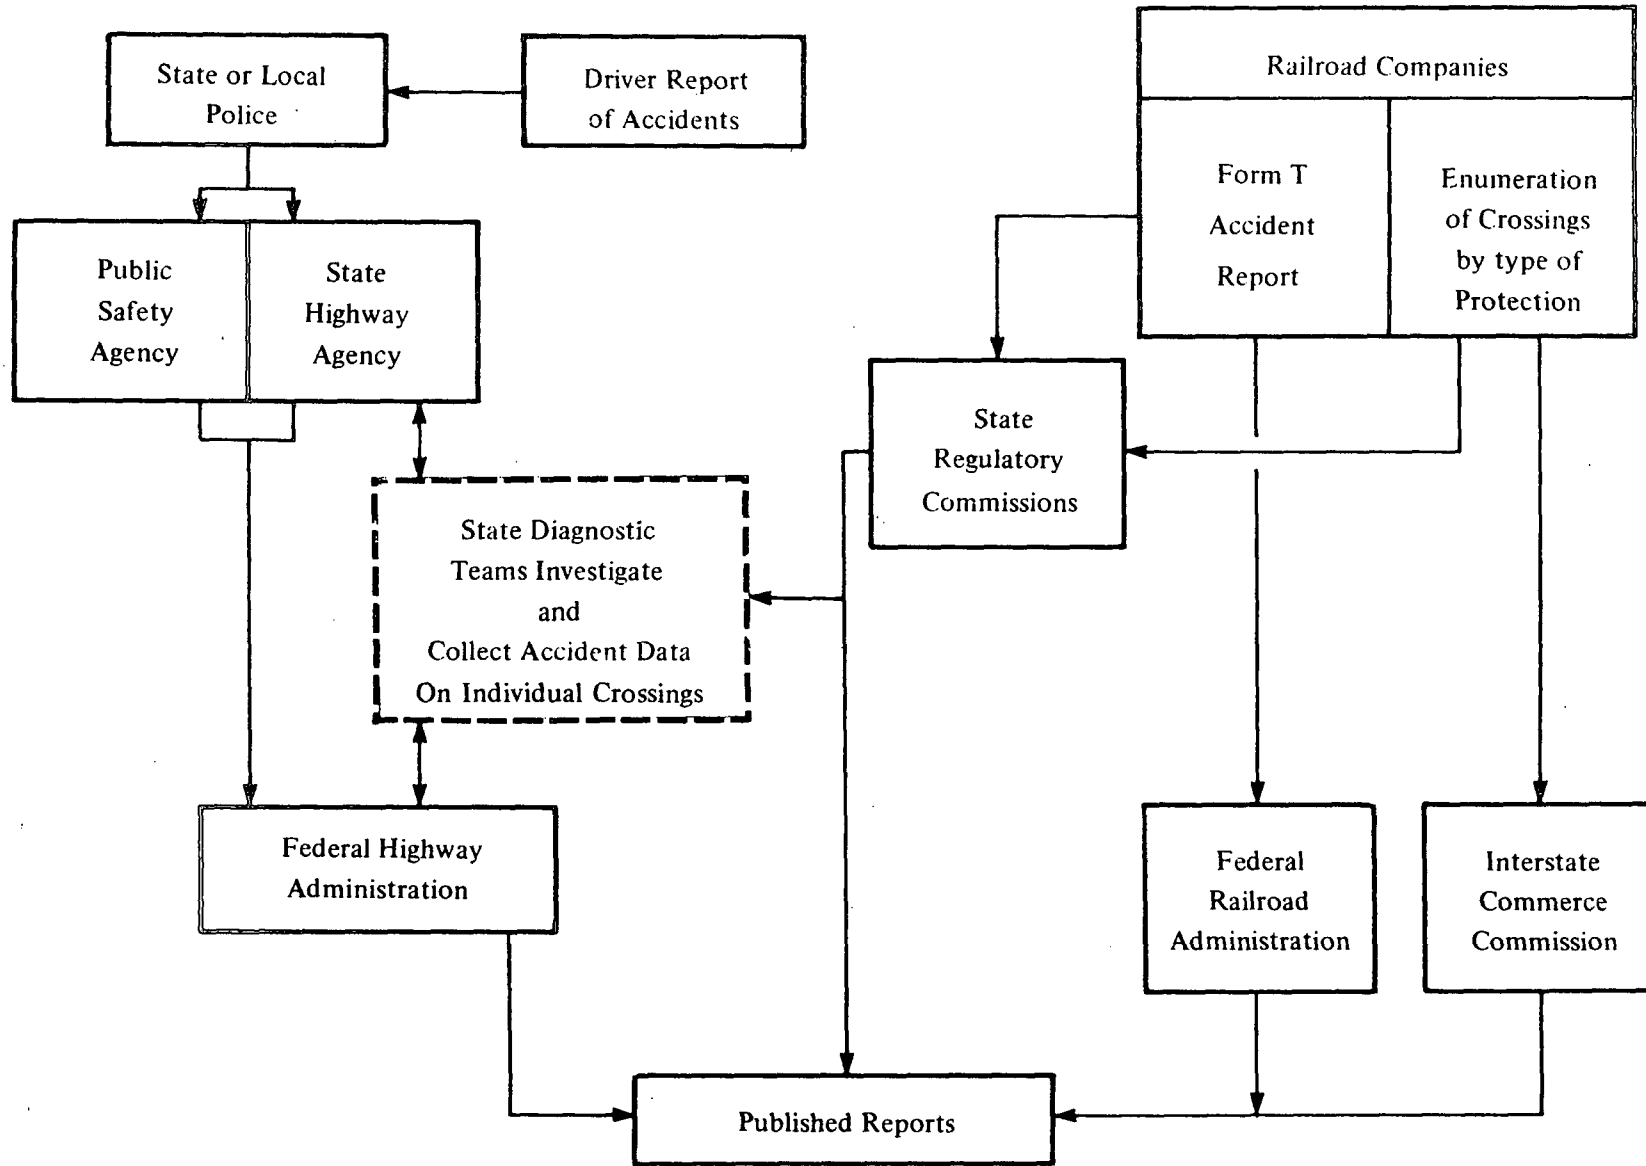 State or Local
Police
Driver Report
of Accidents
Railroad Companies
Form T
Accident
Report
Enumeration
of Crossings
by type of
Protection
Public
Safety
Agency
State
Highway
Agency
State
Regulatory
Commissions
State Diagnostic
Teams Investigate
and
Collect Accident Data
On Individual Crossings
Federal Highway
Administration
Federal
Railroad
Administration
Interstate
Commerce
Commission
Published Reports